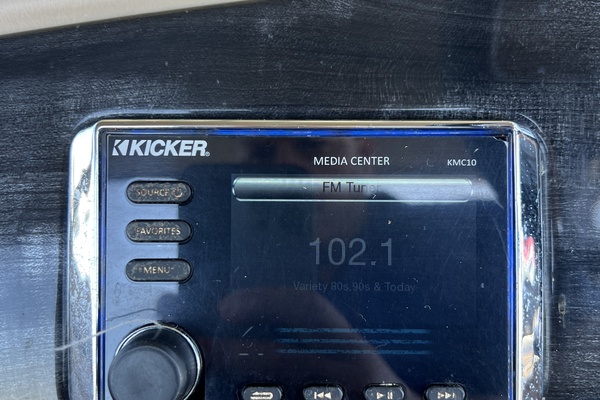 KICKER®
MEDIA CENTER
KMC10
SOURCE
FM Tuner
FAVORITES
102.1
MENU
Variety 80s,90s & Today